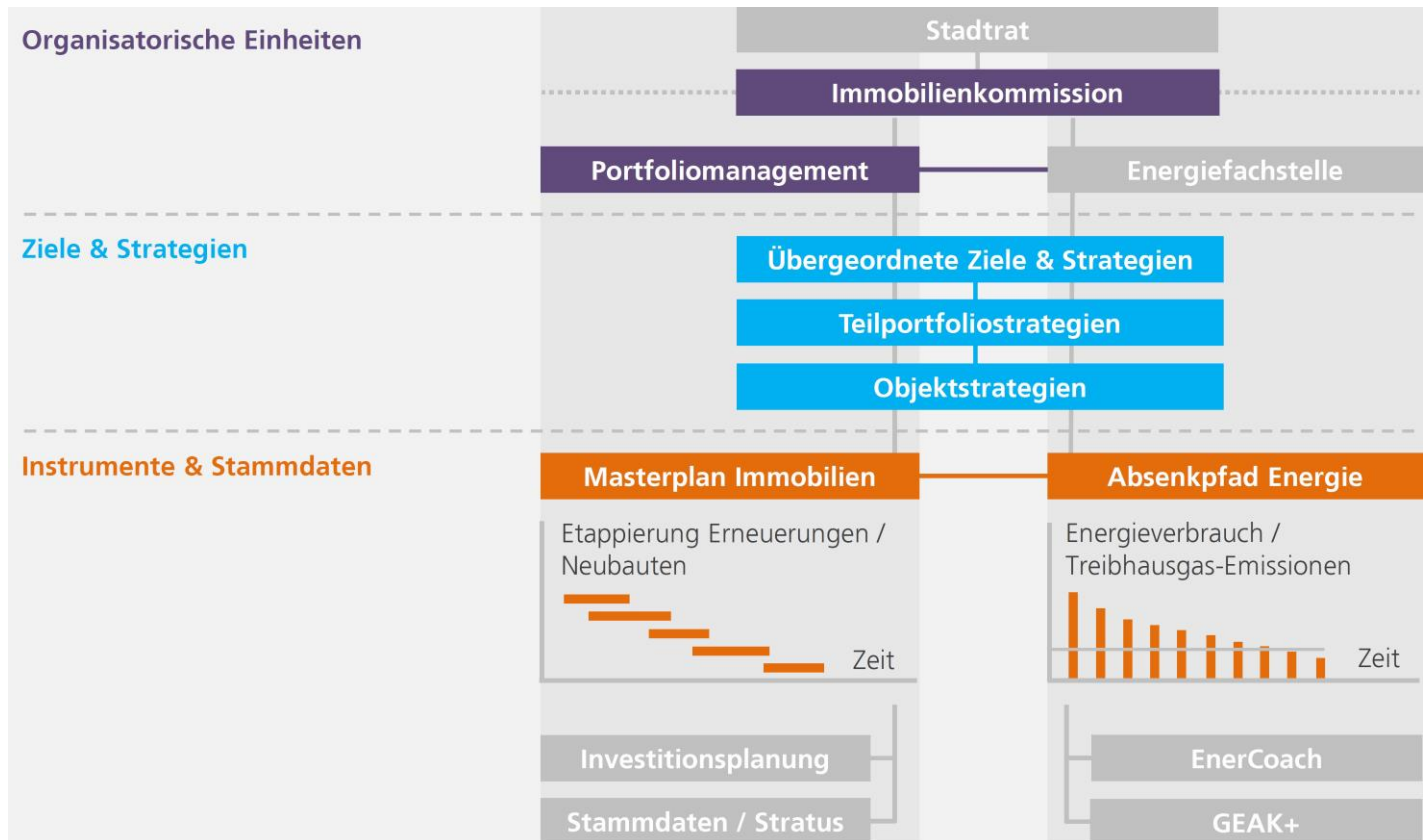 Organisatorische Einheiten
Stadtrat
Immobilienkommission
Portfoliomanagement
Energiefachstelle
Ziele & Strategien
Übergeordnete Ziele & Strategien
Teilportfoliostrategien
Objektstrategien
Instrumente & Stammdaten
Masterplan Immobilien
Absenkpfad Energie
Etappierung Erneuerungen /
Neubauten
Zeit
Energieverbrauch /
Treibhausgas-Emissionen
Zeit
Investitionsplanung
EnerCoach
Stammdaten / Stratus
GEAK+